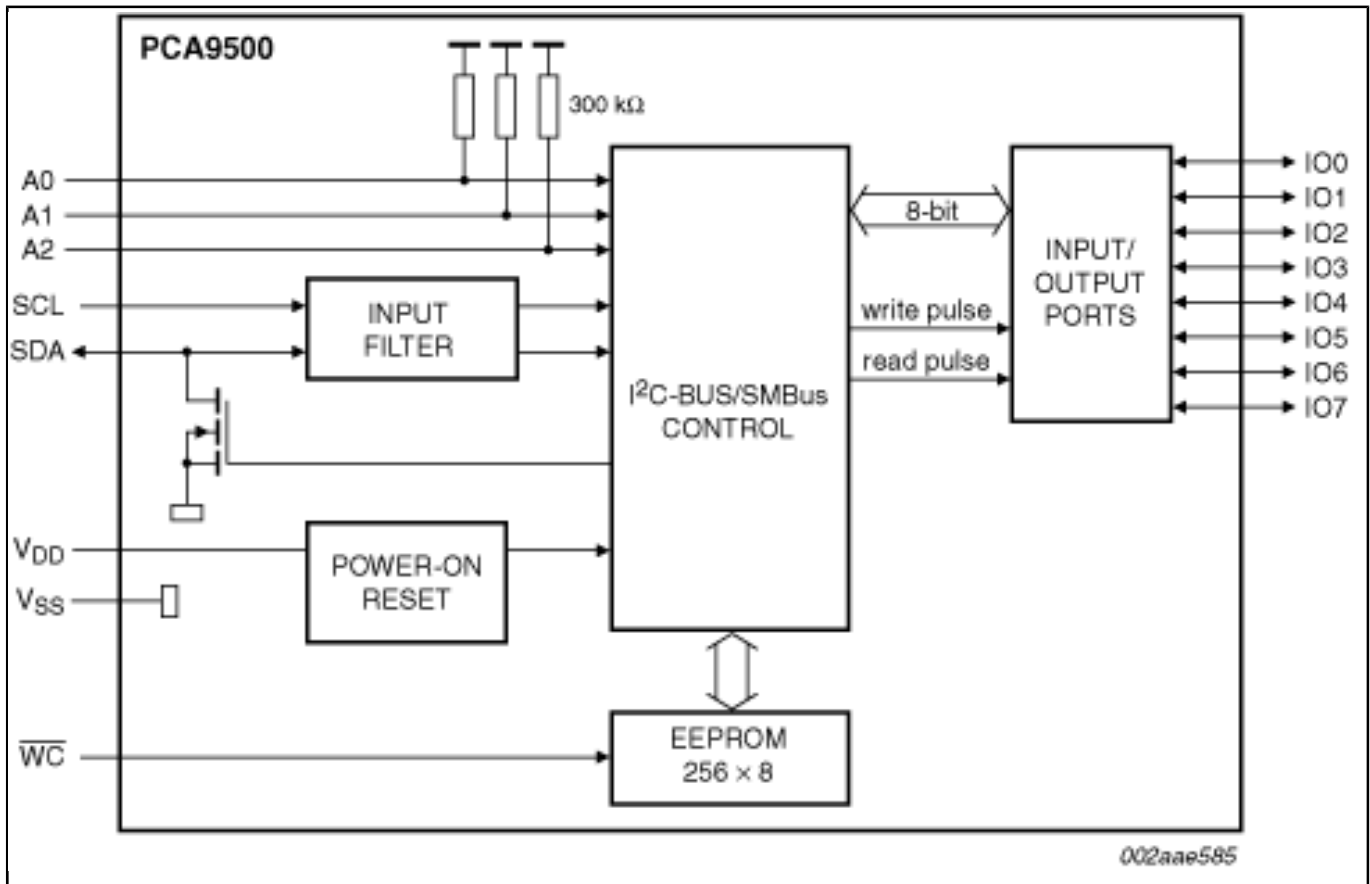 PCA9500
300 kΩ
A0
A1
A2
SCL
SDA
INPUT
FILTER
I²C-BUS/SMBus
CONTROL
8-bit
write pulse
read pulse
INPUT/
OUTPUT
PORTS
IO0
IO1
IO2
IO3
IO4
IO5
IO6
IO7
VDD
VSS
POWER-ON
RESET
W̅C̅
EEPROM
256 × 8
002aae585